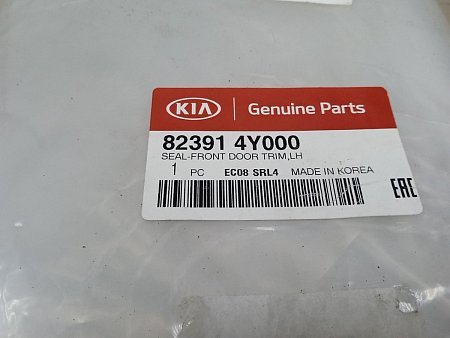 KIA Genuine Parts
82391 4Y000
SEAL-FRONT DOOR TRIM,LH
1 PC EC08 SRL4 MADE IN KOREA
EAC